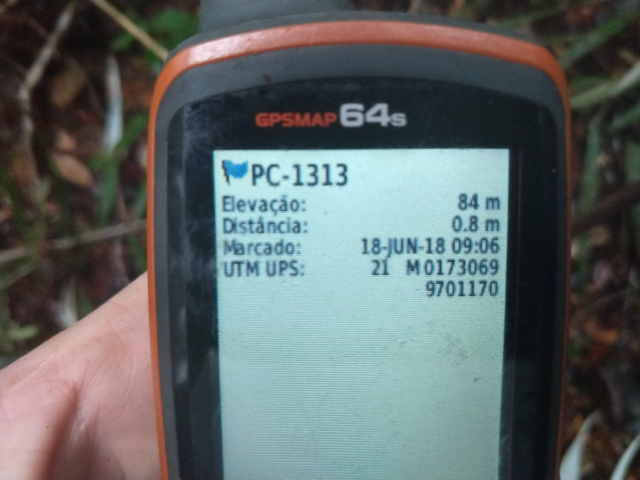 GPSMAP 64s
PC-1313
Elevação: 84 m
Distância: 0.8 m
Marcado: 18-JUN-18 09:06
UTM UPS: 21 M 0173069
9701170